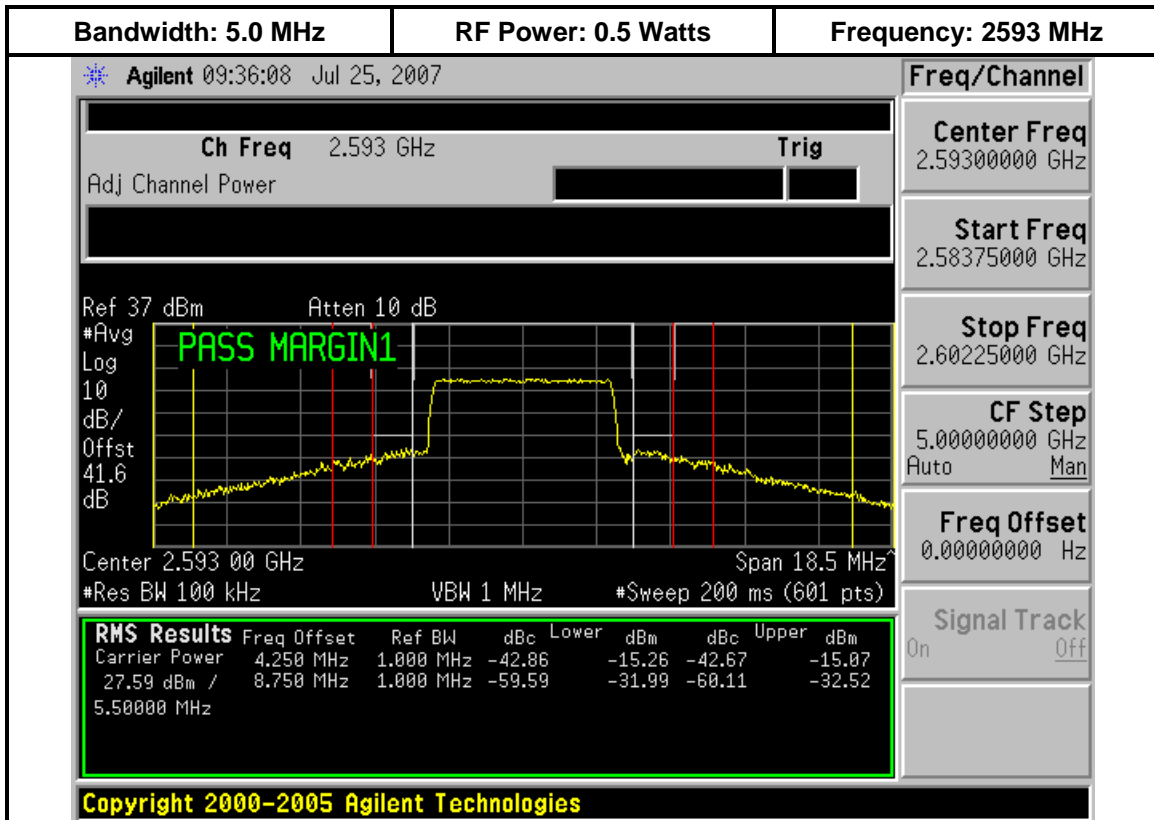 Bandwidth: 5.0 MHz RF Power: 0.5 Watts Frequency: 2593 MHz
Agilent 09:36:08 Jul 25, 2007 Freq/Channel
Ch Freq 2.593 GHz Trig
Adj Channel Power
Center Freq
2.59300000 GHz
Start Freq
2.58375000 GHz
Stop Freq
2.60225000 GHz
CF Step
5.00000000 GHz
Auto Man
Freq Offset
0.00000000 Hz
Signal Track
On Off
Ref 37 dBm Atten 10 dB
#Avg
Log
10
dB/
Offst
41.6
dB
PASS MARGIN1
Center 2.593 00 GHz Span 18.5 MHz^
#Res BW 100 kHz VBW 1 MHz #Sweep 200 ms (601 pts)
RMS Results Freq Offset Ref BW dBc Lower dBm dBc Upper dBm
Carrier Power 4.250 MHz 1.000 MHz -42.86 -15.26 -42.67 -15.07
27.59 dBm / 8.750 MHz 1.000 MHz -59.59 -31.99 -60.11 -32.52
5.50000 MHz
Copyright 2000-2005 Agilent Technologies